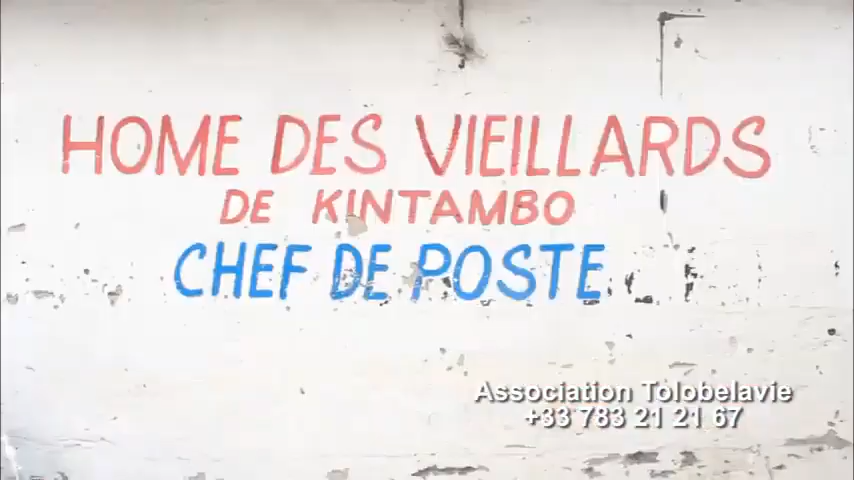 HOME DES VIEILLARDS
DE KINTAMBO
CHEF DE POSTE
Association Tolobelavie
+33 783 21 21 67